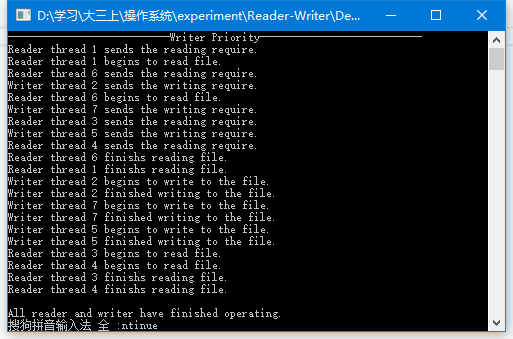 D:\学习\大三上\操作系统\experiment\Reader-Writer\De...
Writer Priority
Reader thread 1 sends the reading require.
Reader thread 1 begins to read file.
Reader thread 6 sends the reading require.
Writer thread 2 sends the writing require.
Reader thread 6 begins to read file.
Writer thread 7 sends the writing require.
Reader thread 3 sends the reading require.
Writer thread 5 sends the writing require.
Reader thread 4 sends the reading require.
Reader thread 6 finishs reading file.
Reader thread 1 finishs reading file.
Writer thread 2 begins to write to the file.
Writer thread 2 finished writing to the file.
Writer thread 7 begins to write to the file.
Writer thread 7 finished writing to the file.
Writer thread 5 begins to write to the file.
Writer thread 5 finished writing to the file.
Reader thread 3 begins to read file.
Reader thread 4 begins to read file.
Reader thread 3 finishs reading file.
Reader thread 4 finishs reading file.
All reader and writer have finished operating.
搜狗拼音输入法 全 :ntinue